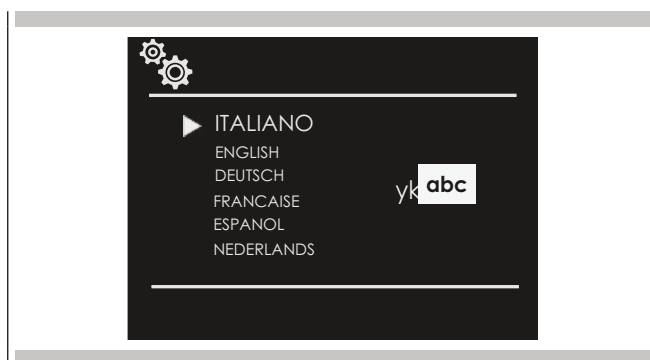 ITALIANO
ENGLISH
DEUTSCH
FRANCAISE
ESPANOL
NEDERLANDS
yk
abc